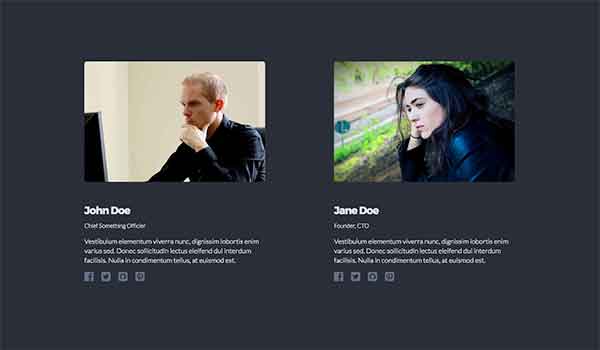 John Doe
Chief Something Officer
Vestibulum elementum viverra nunc, dignissim lobortis enim
varius sed. Donec sollicitudin lectus eleifend dui interdum
facilisis. Nulla in condimentum tellus, at euismod est.
Jane Doe
Founder, CTO
Vestibulum elementum viverra nunc, dignissim lobortis enim
varius sed. Donec sollicitudin lectus eleifend dui interdum
facilisis. Nulla in condimentum tellus, at euismod est.